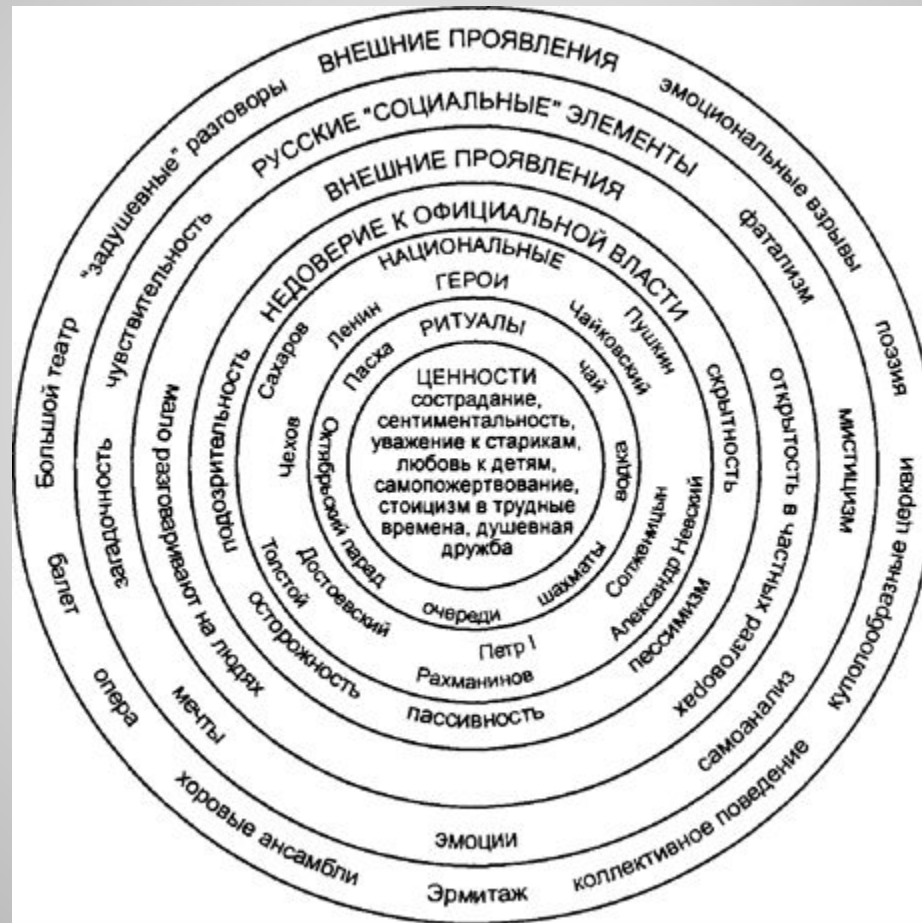 ВНЕШНИЕ ПРОЯВЛЕНИЯ
эмоциональные взрывы
поэзия
куполообразные церкви
коллективное поведение
Эрмитаж
хоровые ансамбли
опера
балет
Большой театр
"задушевные" разговоры
РУССКИЕ "СОЦИАЛЬНЫЕ" ЭЛЕМЕНТЫ
фатализм
мистицизм
самоанализ
эмоции
мечты
загадочность
чувствительность
ВНЕШНИЕ ПРОЯВЛЕНИЯ
открытость в частных разговорах
мало разговаривают на людях
НЕДОВЕРИЕ К ОФИЦИАЛЬНОЙ ВЛАСТИ
скрытность
пессимизм
пассивность
осторожность
подозрительность
НАЦИОНАЛЬНЫЕ
ГЕРОИ
Пушкин
Чайковский
Солженицын
Александр Невский
Петр I
Рахманинов
Достоевский
Толстой
Чехов
Сахаров
Ленин
РИТУАЛЫ
чай
водка
шахматы
очереди
Октябрьский парад
Пасха
ЦЕННОСТИ
сострадание,
сентиментальность,
уважение к старикам,
любовь к детям,
самопожертвование,
стоицизм в трудные
времена, душевная
дружба